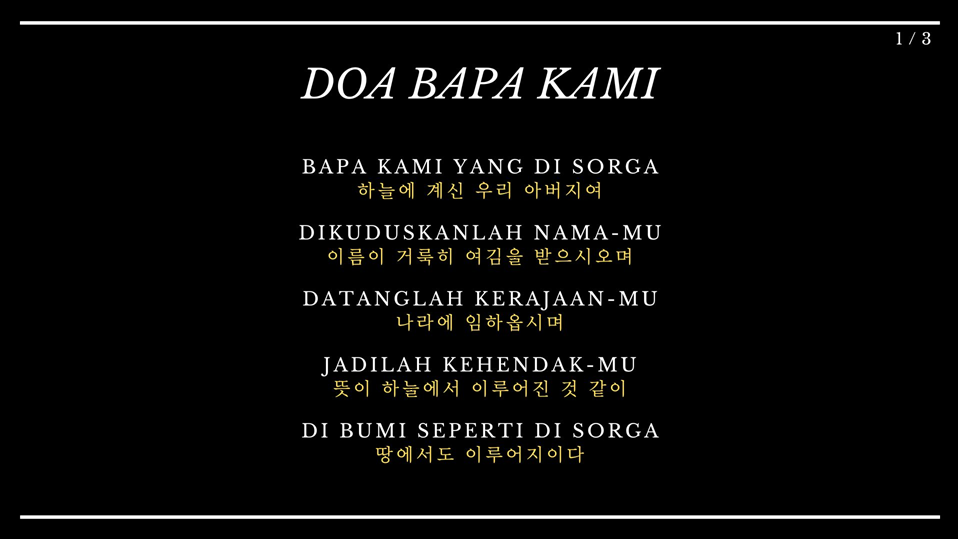 1 / 3
DOA BAPA KAMI
BAPA KAMI YANG DI SORGA
하늘에 계신 우리 아버지여
DIKUDUSKANLAH NAMA-MU
이름이 거룩히 여김을 받으시오며
DATANGLAH KERAJAAN-MU
나라에 임하옵시며
JADILAH KEHENDAK-MU
뜻이 하늘에서 이루어진 것 같이
DI BUMI SEPERTI DI SORGA
땅에서도 이루어지이다